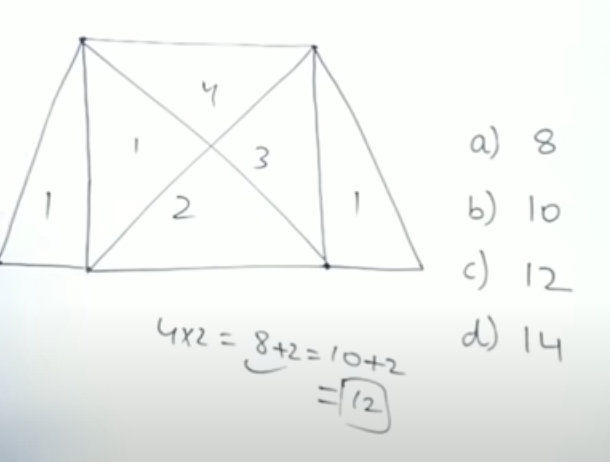 4
1
3
1
2
1
a) 8
b) 10
c) 12
d) 14
4x2 = 8+2 = 10+2
= 12